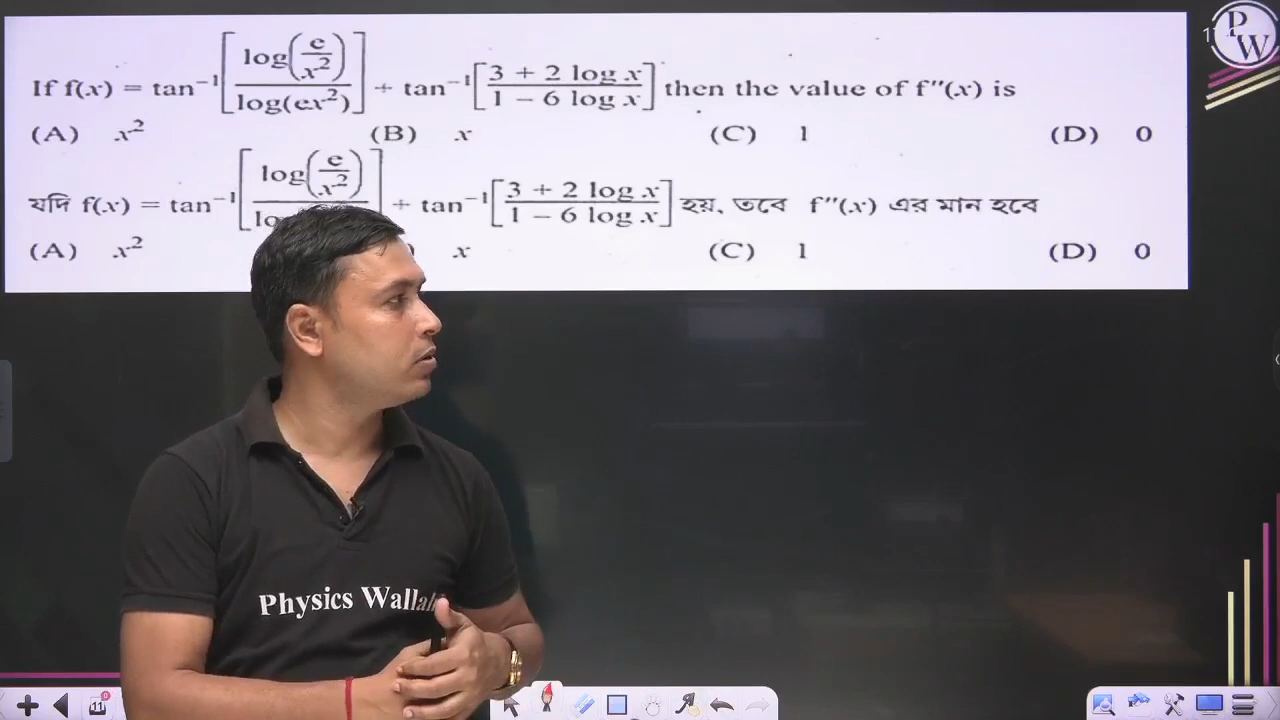 If f(x) = tan⁻¹[log(e/x²)/log(ex²)] + tan⁻¹[3 + 2 log x/1 − 6 log x] then the value of f″(x) is
(A) x² (B) x (C) 1 (D) 0
যদি f(x) = tan⁻¹[log(e/x²)/ + tan⁻¹[3 + 2 log x/1 − 6 log x] হয়, তবে f″(x) এর মান হবে
(A) x² x (C) 1 (D) 0
PW
Physics Wallah
11